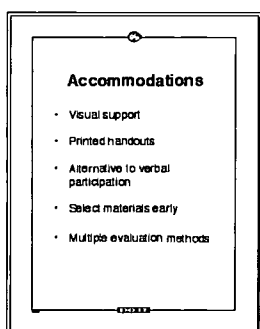 Accommodations
• Visual support
• Printed handouts
• Alternative to verbal
participation
• Select materials early
• Multiple evaluation methods